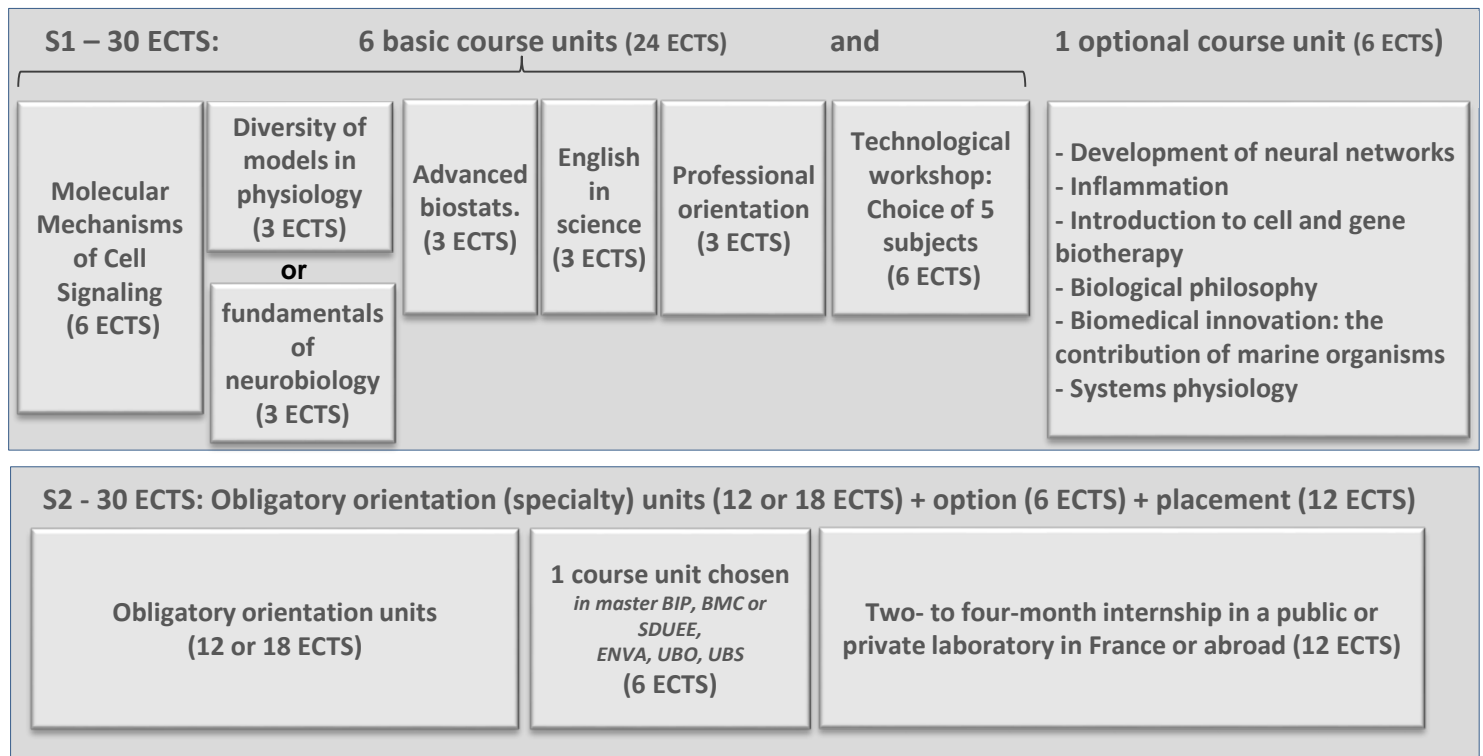 S1 – 30 ECTS: 6 basic course units (24 ECTS) and 1 optional course unit (6 ECTS)
Molecular
Mechanisms
of Cell
Signaling
(6 ECTS)
Diversity of
models in
physiology
(3 ECTS)
or
fundamentals
of
neurobiology
(3 ECTS)
Advanced
biostats.
(3 ECTS)
English
in
science
(3 ECTS)
Professional
orientation
(3 ECTS)
Technological
workshop:
Choice of 5
subjects
(6 ECTS)
- Development of neural networks
- Inflammation
- Introduction to cell and gene
biotherapy
- Biological philosophy
- Biomedical innovation: the
contribution of marine organisms
- Systems physiology
S2 - 30 ECTS: Obligatory orientation (specialty) units (12 or 18 ECTS) + option (6 ECTS) + placement (12 ECTS)
Obligatory orientation units
(12 or 18 ECTS)
1 course unit chosen
in master BIP, BMC or
SDUEE,
ENVA, UBO, UBS
(6 ECTS)
Two- to four-month internship in a public or
private laboratory in France or abroad (12 ECTS)